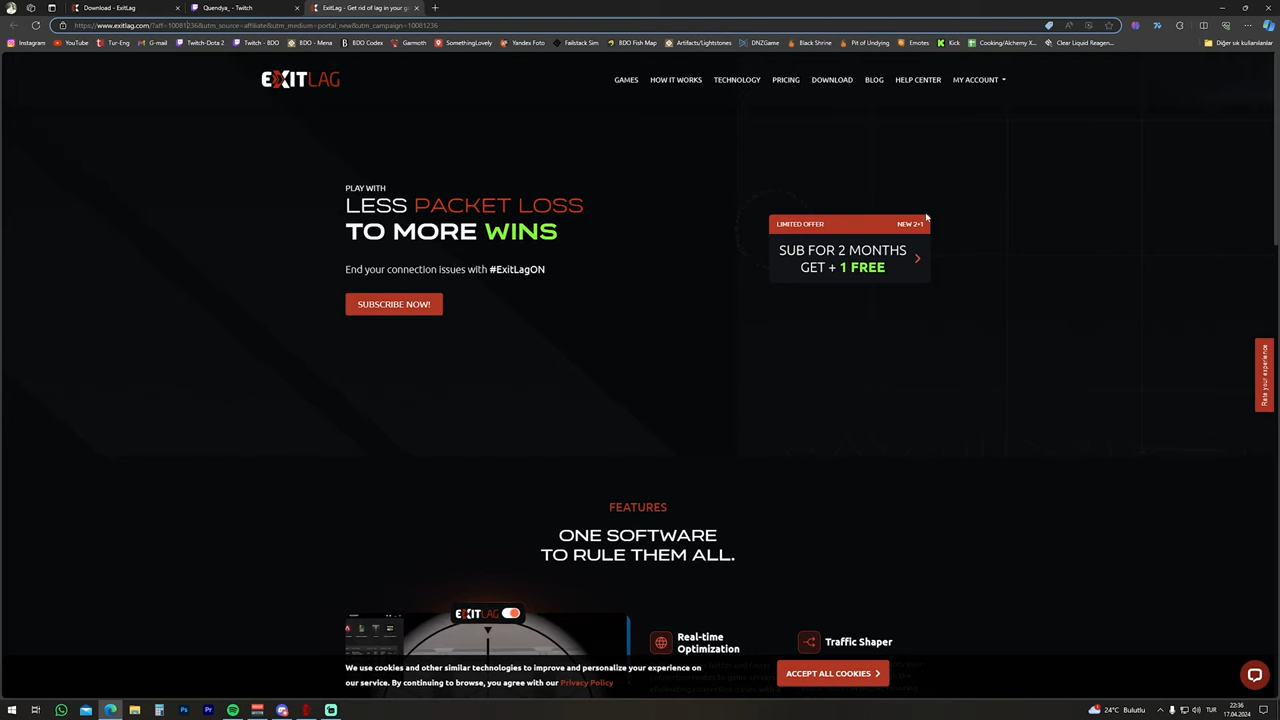 Download - ExitLag
Quendya_ - Twitch
ExitLag - Get rid of lag in your g
https://www.exitlag.com/?aff=10081236&utm_source=affiliate&utm_medium=portal_new&utm_campaign=10081236
Instagram YouTube Tur-Eng G-mail Twitch-Dota 2 Twitch - BDO BDO - Mena BDO Codex Garmoth SomethingLovely Yandex Foto Failstack Sim BDO Fish Map Artifacts/Lightstones DNZGame Black Shrine Pit of Undying Emotes Kick Cooking/Alchemy X... Clear Liquid Reagen... Diğer sık kullanılanlar
EXITLAG
GAMES HOW IT WORKS TECHNOLOGY PRICING DOWNLOAD BLOG HELP CENTER MY ACCOUNT
PLAY WITH
LESS PACKET LOSS
TO MORE WINS
End your connection issues with #ExitLagON
SUBSCRIBE NOW!
LIMITED OFFER NEW 2+1
SUB FOR 2 MONTHS
GET + 1 FREE
Rate your experience
FEATURES
ONE SOFTWARE
TO RULE THEM ALL.
EXITLAG
Real-time
Optimization
Traffic Shaper
We use cookies and other similar technologies to improve and personalize your experience on
our service. By continuing to browse, you agree with our Privacy Policy
ACCEPT ALL COOKIES
24°C Bulutlu
TUR
22:36
17.04.2024